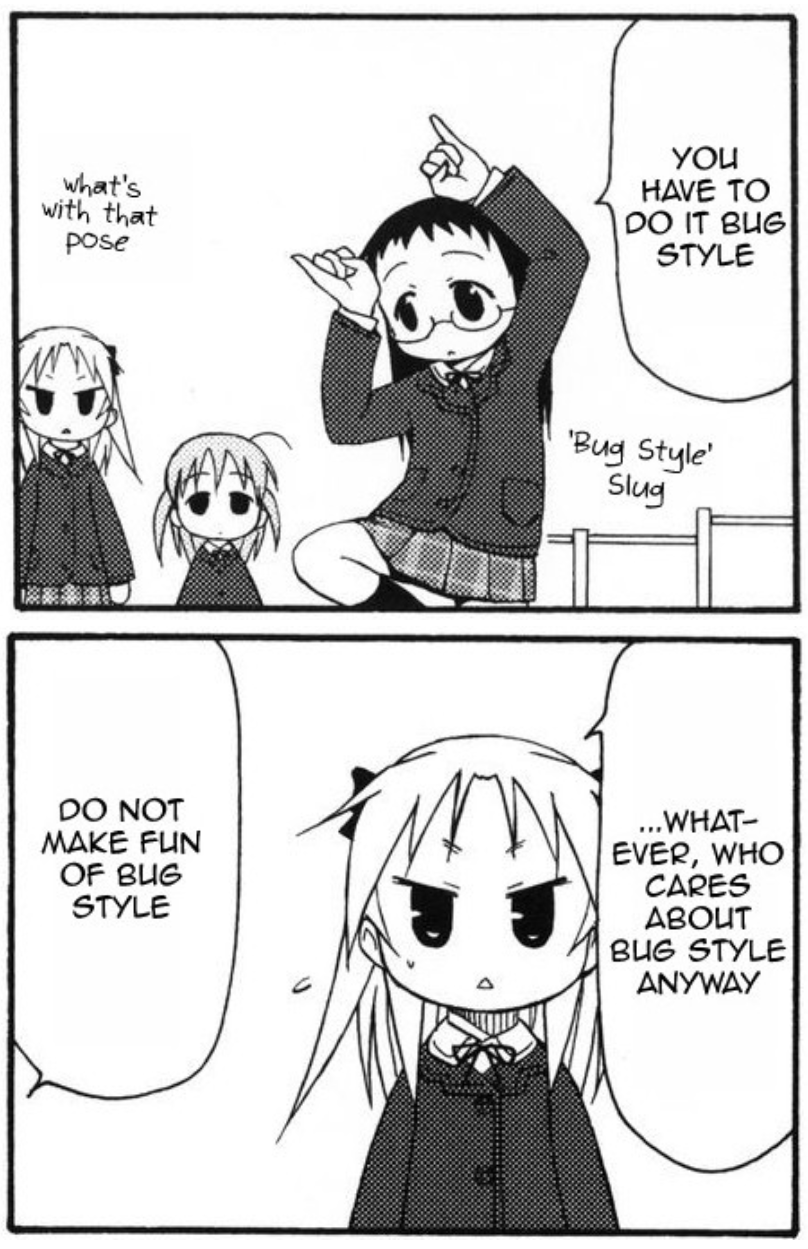 YOU
HAVE TO
DO IT BUG
STYLE
'Bug Style'
Slug
what's
with that
pose
...WHAT-
EVER, WHO
CARES
ABOUT
BUG STYLE
ANYWAY
DO NOT
MAKE FUN
OF BUG
STYLE